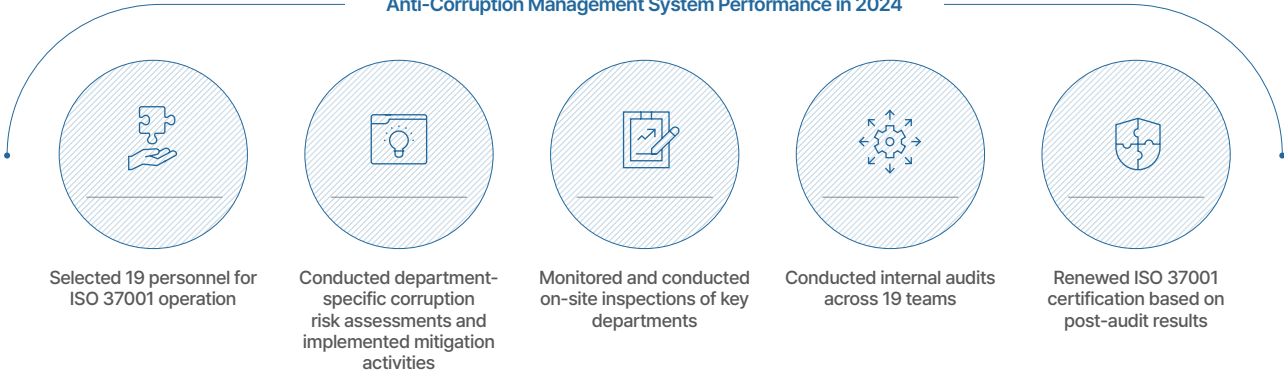 Anti-Corruption Management System Performance in 2024
Selected 19 personnel for
ISO 37001 operation
Conducted department-
specific corruption
risk assessments and
implemented mitigation
activities
Monitored and conducted
on-site inspections of key
departments
Conducted internal audits
across 19 teams
Renewed ISO 37001
certification based on
post-audit results